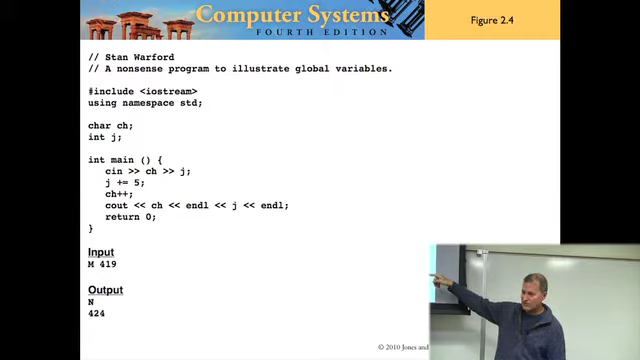 Computer Systems
FOURTH EDITION
Figure 2.4
// Stan Warford
// A nonsense program to illustrate global variables.
#include <iostream>
using namespace std;
char ch;
int j;
int main () {
cin >> ch >> j;
j += 5;
ch++;
cout << ch << endl << j << endl;
return 0;
}
Input
M 419
Output
N
424
© 2010 Jones and